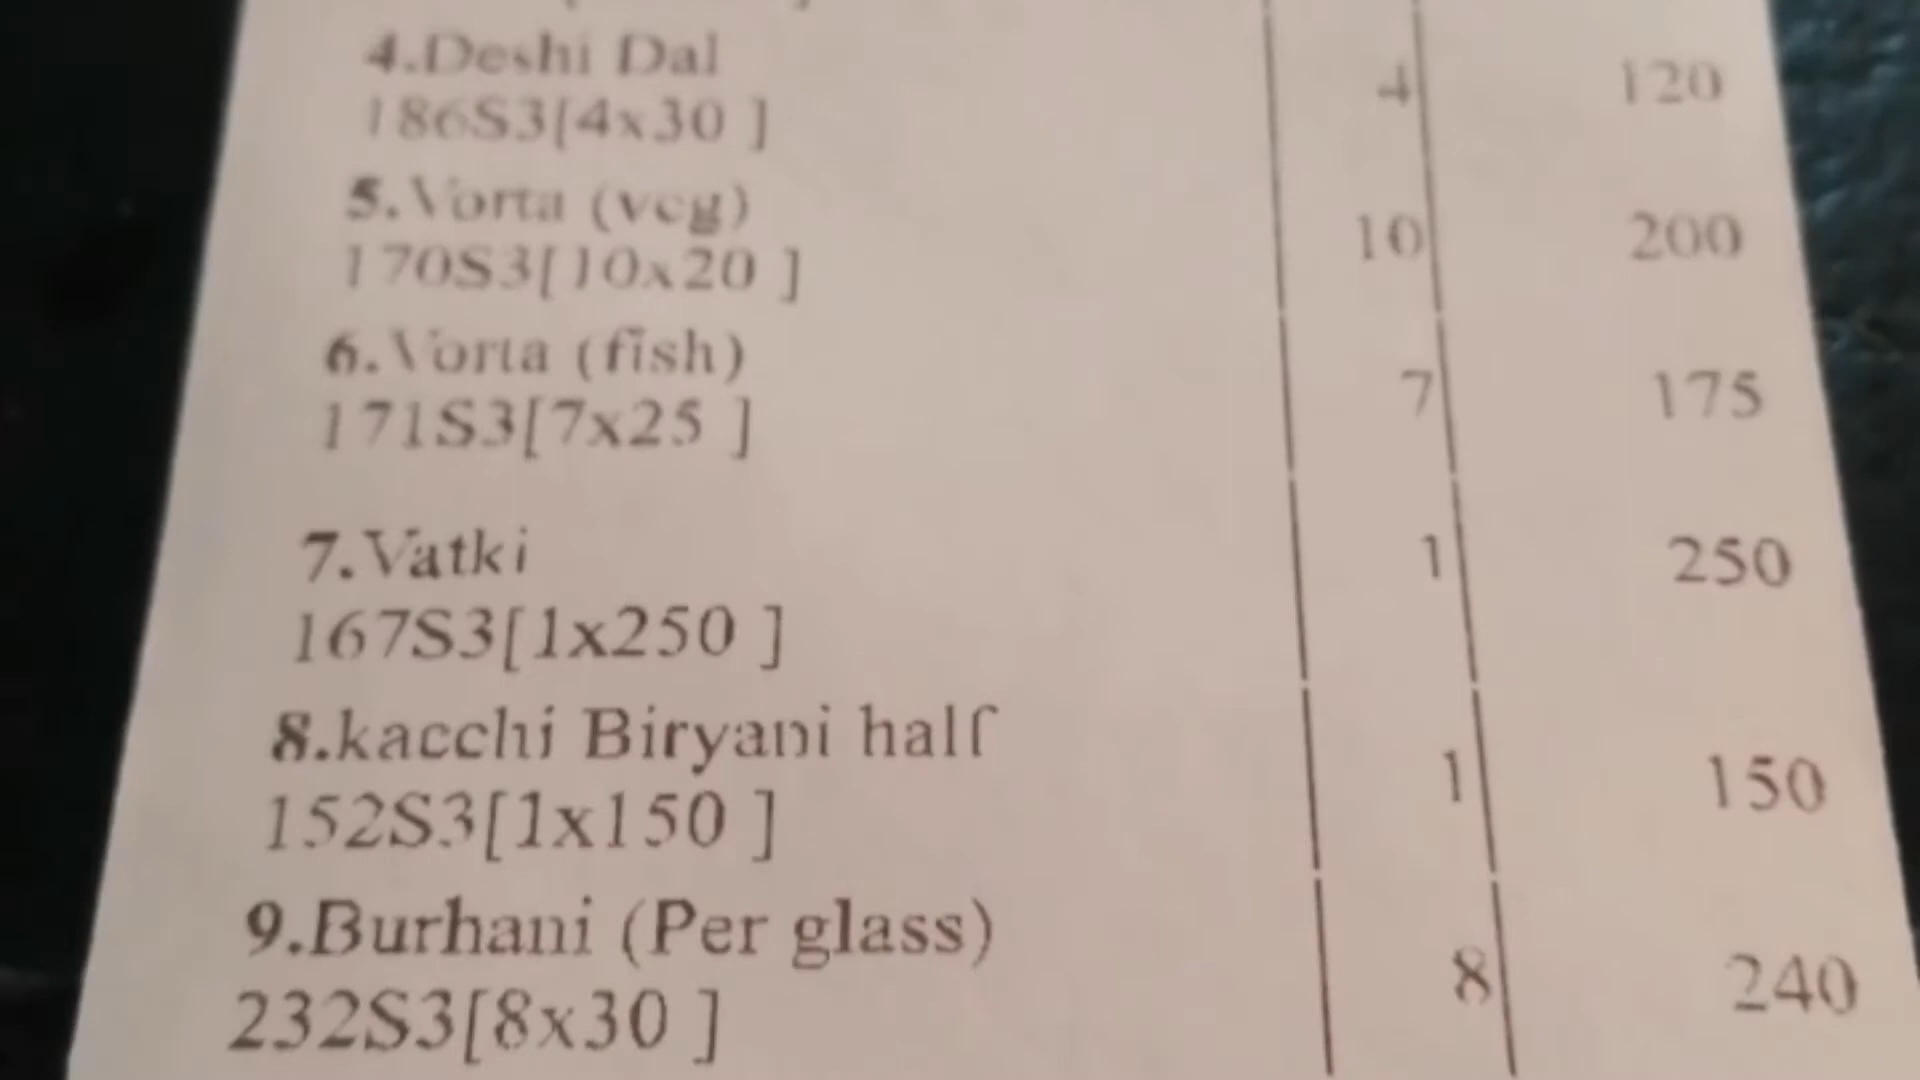 4.Deshi Dal 4 120
186S3[4x30 ]
5.Vorta (veg) 10 200
170S3[10x20 ]
6.Vorta (fish) 7 175
171S3[7x25 ]
7.Vatki 1 250
167S3[1x250 ]
8.kacchi Biryani half 1 150
152S3[1x150 ]
9.Burhani (Per glass) 8 240
232S3[8x30 ]